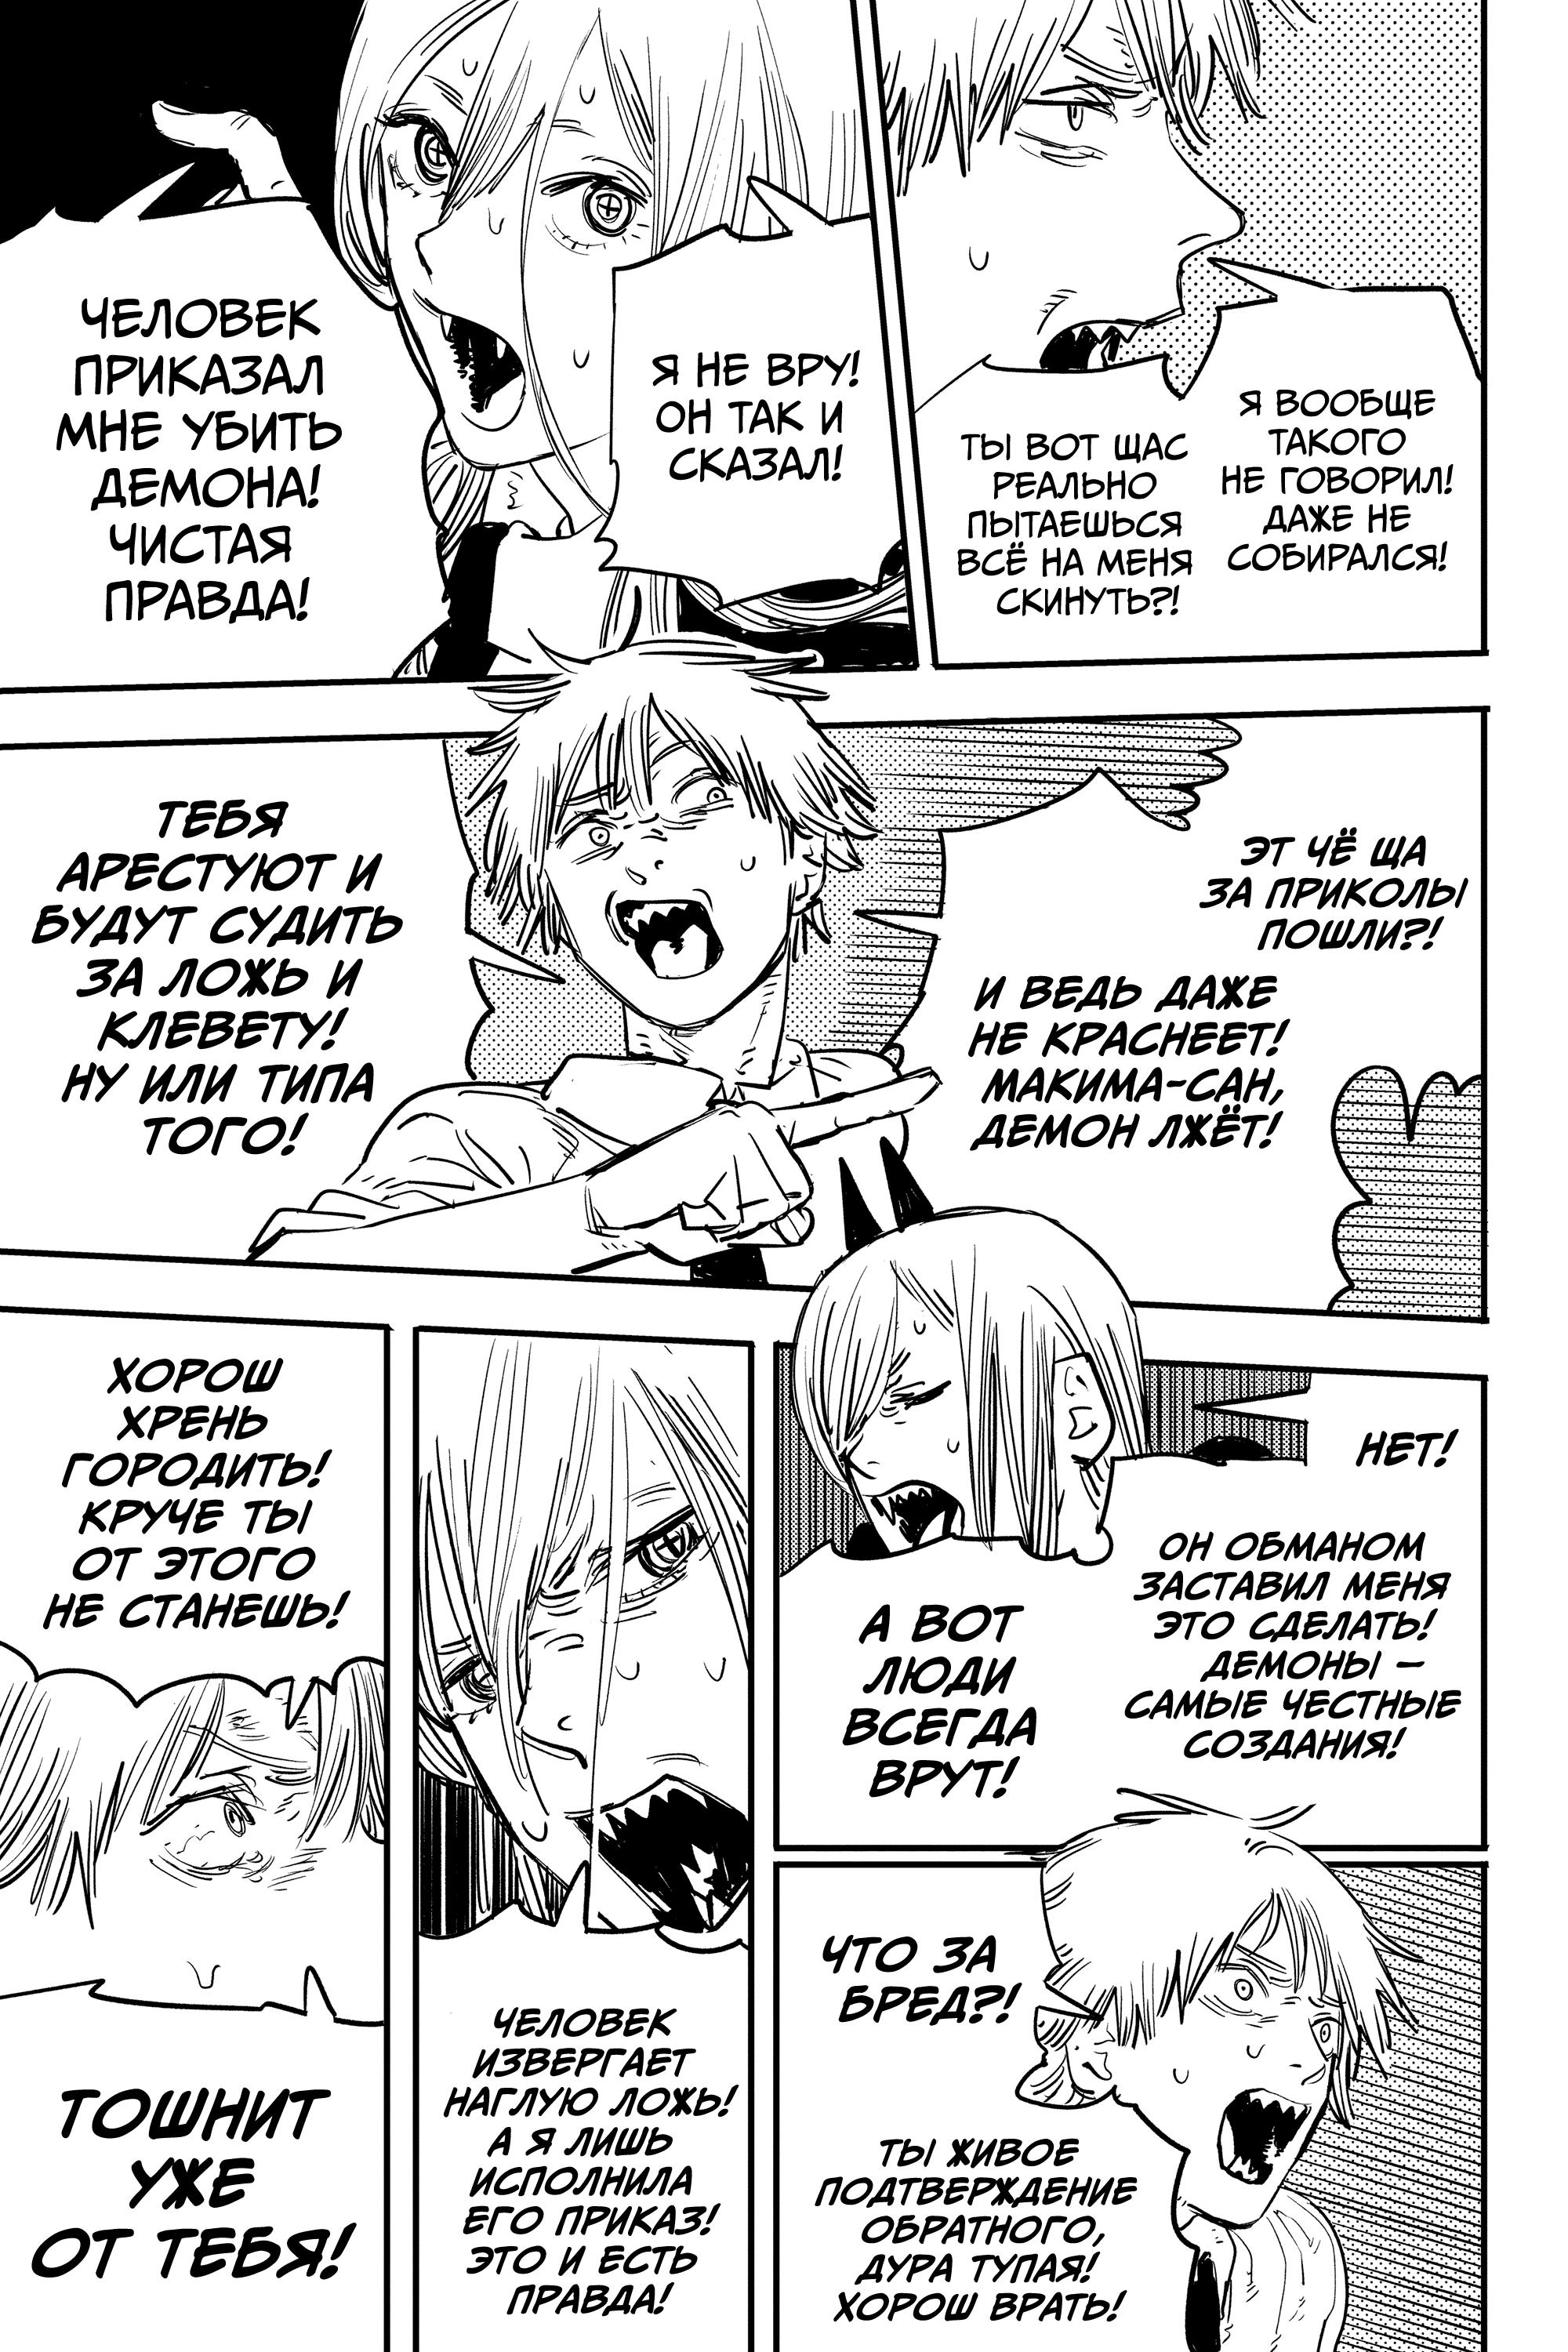 Я ВООБЩЕ
ТАКОГО
НЕ ГОВОРИЛ!
ДАЖЕ НЕ
СОБИРАЛСЯ!
ТЫ ВОТ ЩАС
РЕАЛЬНО
ПЫТАЕШЬСЯ
ВСЁ НА МЕНЯ
СКИНУТЬ?!
Я НЕ ВРУ!
ОН ТАК И
СКАЗАЛ!
ЧЕЛОВЕК
ПРИКАЗАЛ
МНЕ УБИТЬ
ДЕМОНА!
ЧИСТАЯ
ПРАВДА!
ЭТ ЧЁ ЩА
ЗА ПРИКОЛЫ
ПОШЛИ?!
И ВЕДЬ ДАЖЕ
НЕ КРАСНЕЕТ!
МАКИМА-САН,
ДЕМОН ЛЖЁТ!
ТЕБЯ
АРЕСТУЮТ И
БУДУТ СУДИТЬ
ЗА ЛОЖЬ И
КЛЕВЕТУ!
НУ ИЛИ ТИПА
ТОГО!
НЕТ!
ОН ОБМАНОМ
ЗАСТАВИЛ МЕНЯ
ЭТО СДЕЛАТЬ!
ДЕМОНЫ –
САМЫЕ ЧЕСТНЫЕ
СОЗДАНИЯ!
А ВОТ
ЛЮДИ
ВСЕГДА
ВРУТ!
ЧТО ЗА
БРЕД?!
ТЫ ЖИВОЕ
ПОДТВЕРЖДЕНИЕ
ОБРАТНОГО,
ДУРА ТУПАЯ!
ХОРОШ ВРАТЬ!
ЧЕЛОВЕК
ИЗВЕРГАЕТ
НАГЛУЮ ЛОЖЬ!
А Я ЛИШЬ
ИСПОЛНИЛА
ЕГО ПРИКАЗ!
ЭТО И ЕСТЬ
ПРАВДА!
ХОРОШ
ХРЕНЬ
ГОРОДИТЬ!
КРУЧЕ ТЫ
ОТ ЭТОГО
НЕ СТАНЕШЬ!
ТОШНИТ
УЖЕ
ОТ ТЕБЯ!